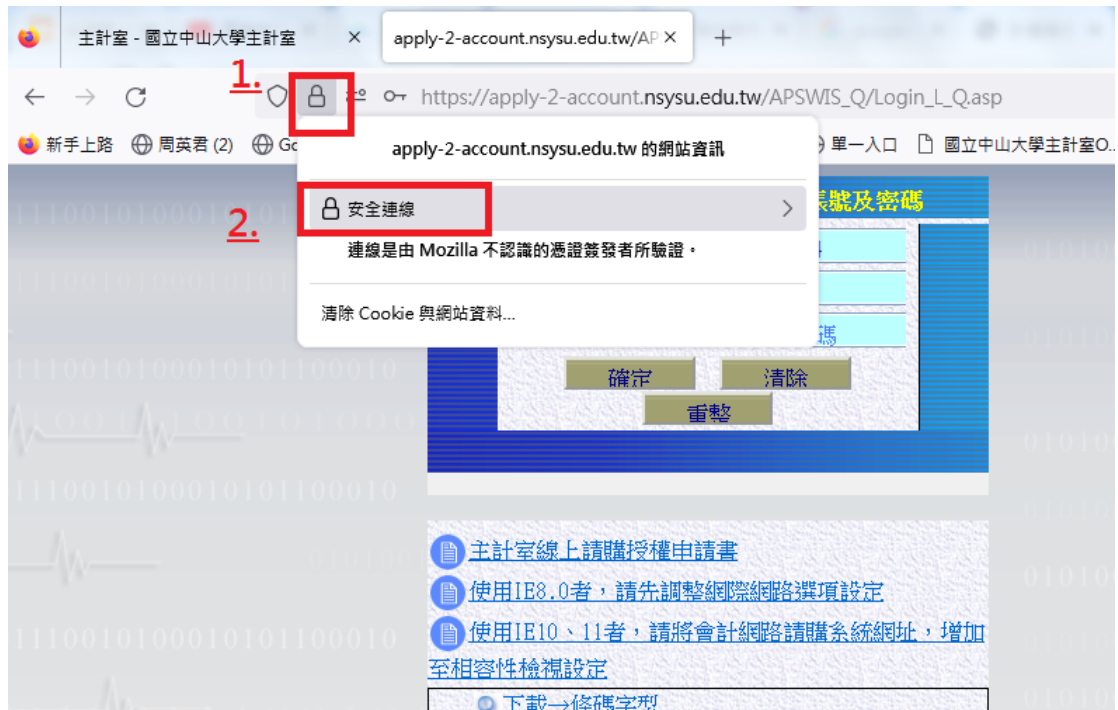 主計室 - 國立中山大學主計室
apply-2-account.nsysu.edu.tw/AP
1.
https://apply-2-account.nsysu.edu.tw/APSWIS_Q/Login_L_Q.asp
新手上路 周英君 (2) Go 單一入口 國立中山大學主計室O...
apply-2-account.nsysu.edu.tw 的網站資訊
帳號及密碼
2.
安全連線
連線是由 Mozilla 不認識的憑證簽發者所驗證。
清除 Cookie 與網站資料...
碼
確定 清除
重整
主計室線上請購授權申請書
使用IE8.0者，請先調整網際網路選項設定
使用IE10、11者，請將會計網路請購系統網址，增加
至相容性檢視設定
下載→條碼字型